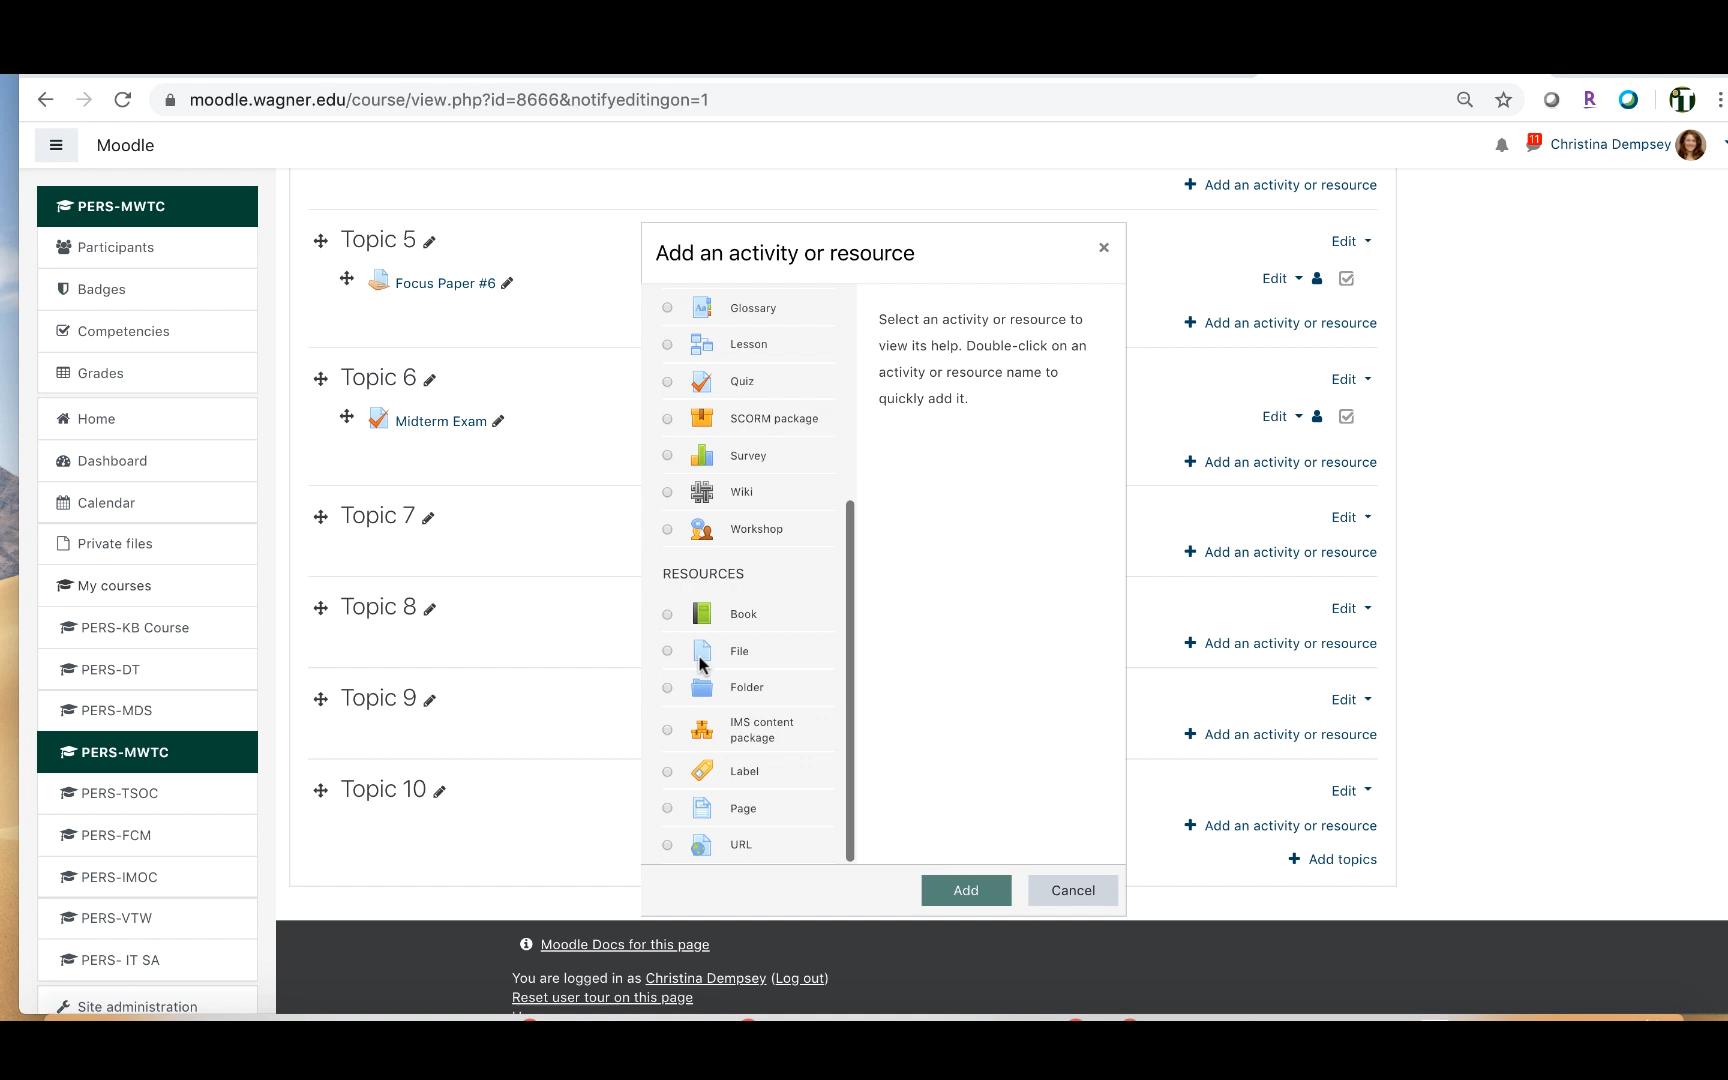 moodle.wagner.edu/course/view.php?id=8666&notifyeditingon=1
R
T
Moodle
11
Christina Dempsey
PERS-MWTC
Participants
Badges
Competencies
Grades
Home
Dashboard
Calendar
Private files
My courses
PERS-KB Course
PERS-DT
PERS-MDS
PERS-MWTC
PERS-TSOC
PERS-FCM
PERS-IMOC
PERS-VTW
PERS- IT SA
Site administration
Add an activity or resource
Topic 5
Edit
Focus Paper #6
Edit
Add an activity or resource
Topic 6
Edit
Midterm Exam
Edit
Add an activity or resource
Topic 7
Edit
Add an activity or resource
Topic 8
Edit
Add an activity or resource
Topic 9
Edit
Add an activity or resource
Topic 10
Edit
Add an activity or resource
Add topics
Add an activity or resource
×
Aa
Glossary
Lesson
Quiz
SCORM package
Survey
Wiki
Workshop
RESOURCES
Book
File
Folder
IMS content
package
Label
Page
URL
Select an activity or resource to
view its help. Double-click on an
activity or resource name to
quickly add it.
Add
Cancel
Moodle Docs for this page
You are logged in as Christina Dempsey (Log out)
Reset user tour on this page